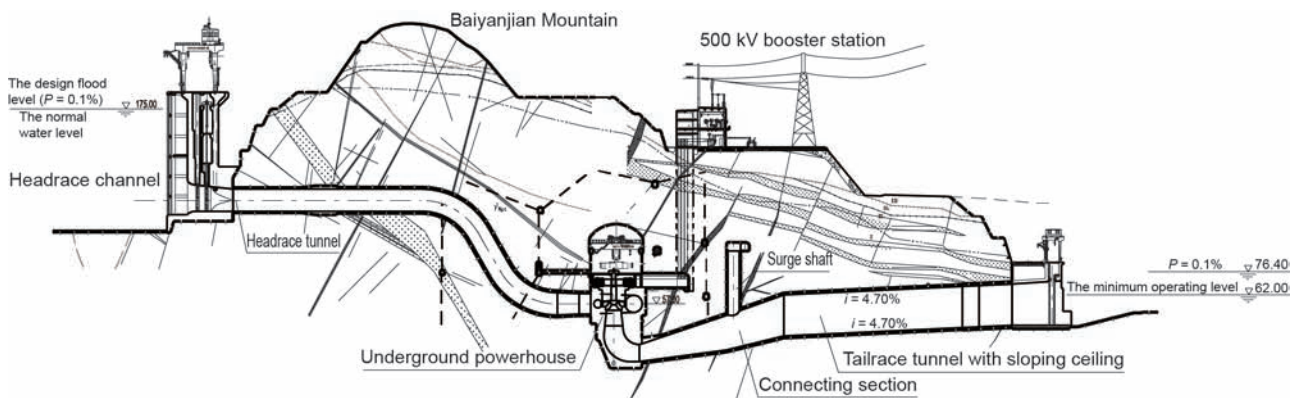 Baiyanjian Mountain
500 kV booster station
The design flood
level (P = 0.1%)
175.00
The normal
water level
Headrace channel
Headrace tunnel
Surge shaft
P = 0.1%
76.40
The minimum operating level
62.00
57.00
i = 4.70%
i = 4.70%
Underground powerhouse
Tailrace tunnel with sloping ceiling
Connecting section